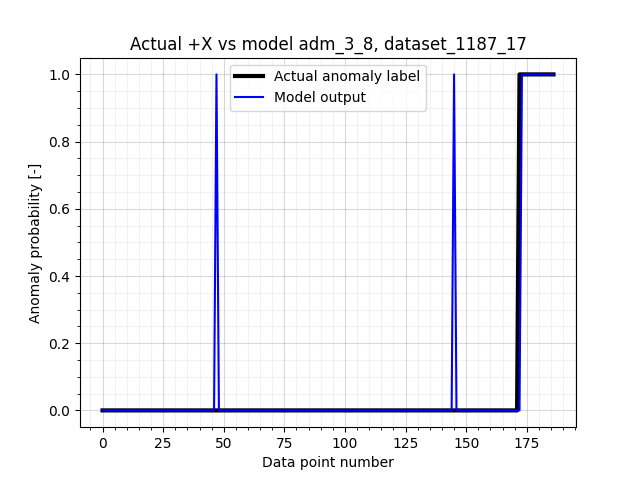 Actual +X vs model adm_3_8, dataset_1187_17
Actual anomaly label
Model output
Anomaly probability [-]
1.0
0.8
0.6
0.4
0.2
0.0
0 25 50 75 100 125 150 175
Data point number